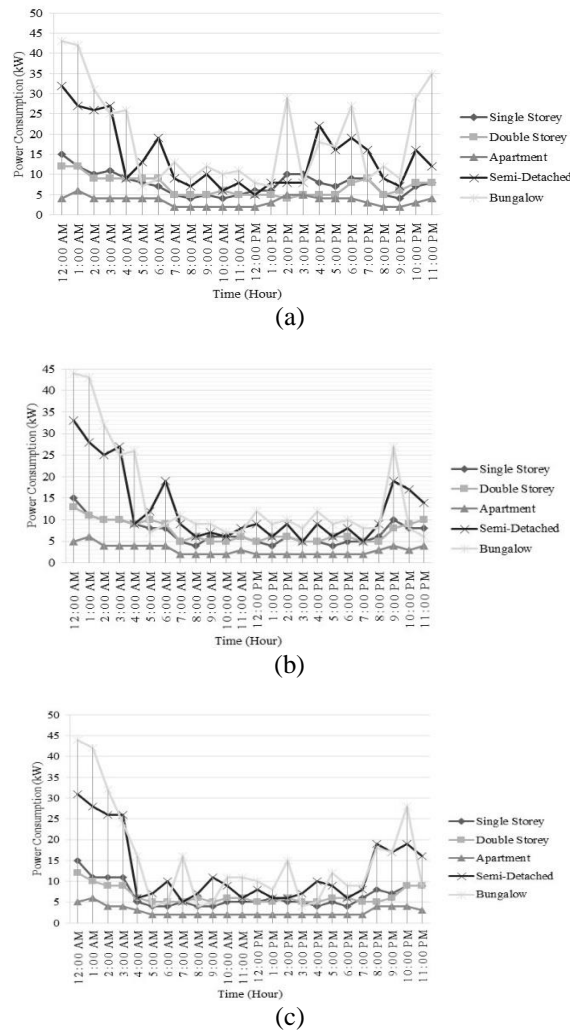 50
45
40
35
30
25
20
15
10
5
0
Power Consumption (kW)
12:00 AM
1:00 AM
2:00 AM
3:00 AM
4:00 AM
5:00 AM
6:00 AM
7:00 AM
8:00 AM
9:00 AM
10:00 AM
11:00 AM
12:00 PM
1:00 PM
2:00 PM
3:00 PM
4:00 PM
5:00 PM
6:00 PM
7:00 PM
8:00 PM
9:00 PM
10:00 PM
11:00 PM
Time (Hour)
Single Storey
Double Storey
Apartment
Semi-Detached
Bungalow
(a)
45
40
35
30
25
20
15
10
5
0
Power Consumption (kW)
12:00 AM
1:00 AM
2:00 AM
3:00 AM
4:00 AM
5:00 AM
6:00 AM
7:00 AM
8:00 AM
9:00 AM
10:00 AM
11:00 AM
12:00 PM
1:00 PM
2:00 PM
3:00 PM
4:00 PM
5:00 PM
6:00 PM
7:00 PM
8:00 PM
9:00 PM
10:00 PM
11:00 PM
Time (Hour)
Single Storey
Double Storey
Apartment
Semi-Detached
Bungalow
(b)
50
45
40
35
30
25
20
15
10
5
0
Power Consumption (kW)
12:00 AM
1:00 AM
2:00 AM
3:00 AM
4:00 AM
5:00 AM
6:00 AM
7:00 AM
8:00 AM
9:00 AM
10:00 AM
11:00 AM
12:00 PM
1:00 PM
2:00 PM
3:00 PM
4:00 PM
5:00 PM
6:00 PM
7:00 PM
8:00 PM
9:00 PM
10:00 PM
11:00 PM
Time (Hour)
Single Storey
Double Storey
Apartment
Semi-Detached
Bungalow
(c)